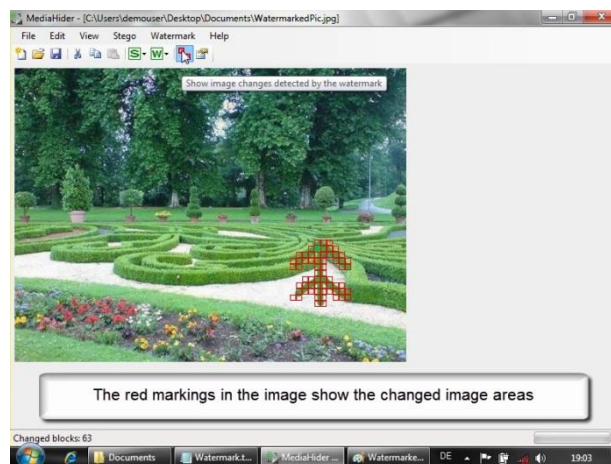 MediaHider - [C:\Users\demouser\Desktop\Documents\WatermarkedPic.jpg]
File Edit View Stego Watermark Help
S W
Show image changes detected by the watermark
The red markings in the image show the changed image areas
Changed blocks: 63
Documents Watermark.t... MediaHider ... Watermarke... DE 19:03